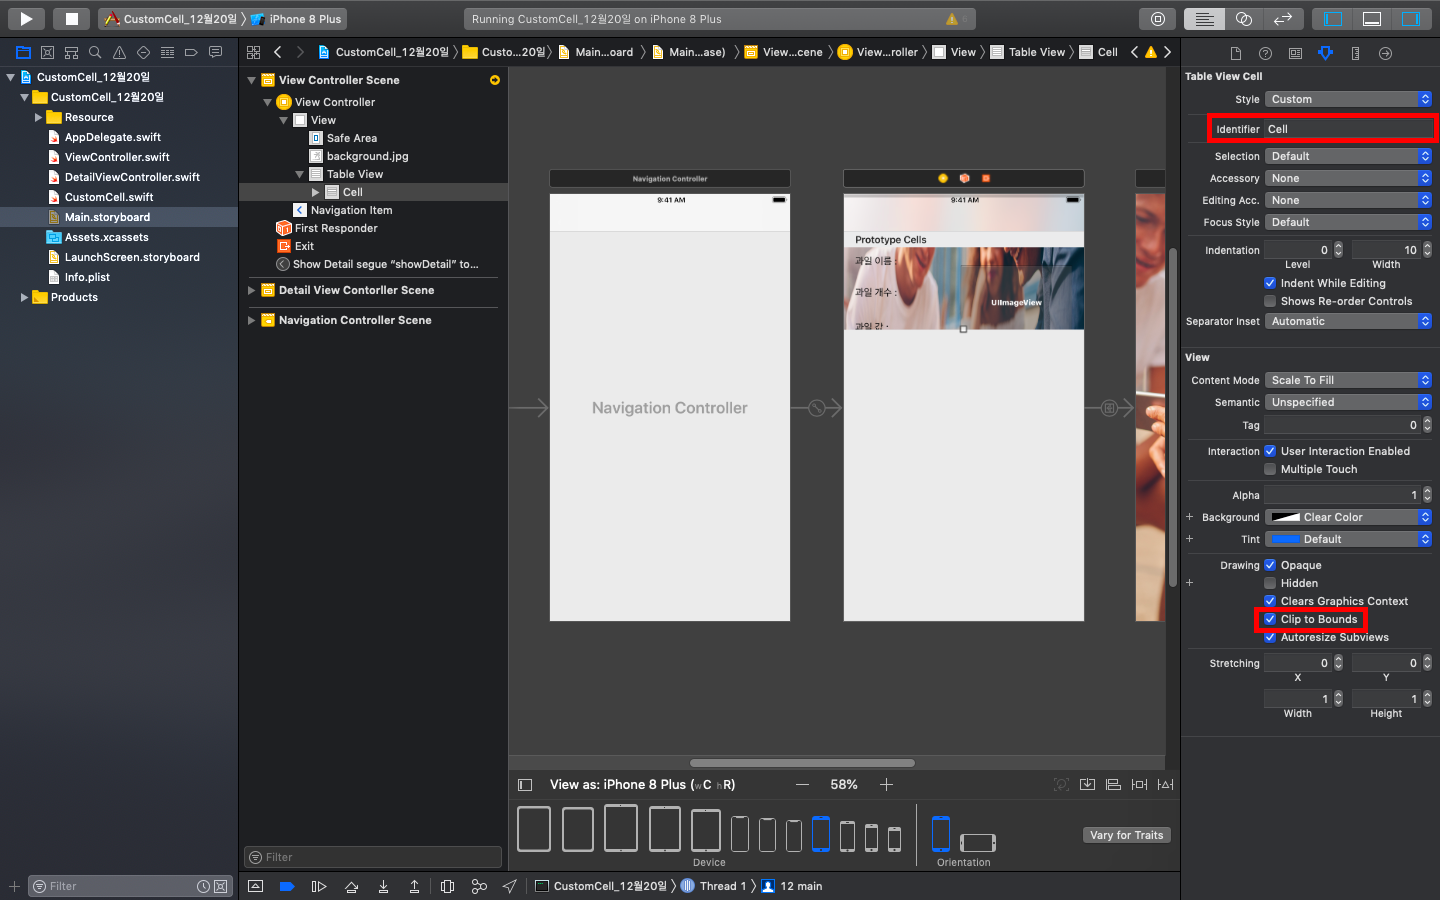 CustomCell_12월20일 〉 iPhone 8 Plus
Running CustomCell_12월20일 on iPhone 8 Plus
CustomCell_12월20일
CustomCell_12월20일
Resource
AppDelegate.swift
ViewController.swift
DetailViewController.swift
CustomCell.swift
Main.storyboard
Assets.xcassets
LaunchScreen.storyboard
Info.plist
Products
Filter
CustomCell_12월20일 〉 Custo...20일 〉 Main...oard 〉 Main...ase) 〉 View...cene 〉 View...roller 〉 View 〉 Table View 〉 Cell
View Controller Scene
View Controller
View
Safe Area
background.jpg
Table View
Cell
Navigation Item
First Responder
Exit
Show Detail segue “showDetail” to...
Detail View Contorller Scene
Navigation Controller Scene
Filter
Navigation Controller
9:41 AM
Navigation Controller
9:41 AM
Prototype Cells
과일 이름 :
과일 개수 :
과일 값 :
UIImageView
View as: iPhone 8 Plus (wC hR)
58%
Device
Orientation
Vary for Traits
CustomCell_12월20일 〉 Thread 1 〉 12 main
Table View Cell
Style Custom
Identifier Cell
Selection Default
Accessory None
Editing Acc. None
Focus Style Default
Indentation 0 10
Level Width
Indent While Editing
Shows Re-order Controls
Separator Inset Automatic
View
Content Mode Scale To Fill
Semantic Unspecified
Tag 0
Interaction User Interaction Enabled
Multiple Touch
Alpha 1
Background Clear Color
Tint Default
Drawing Opaque
Hidden
Clears Graphics Context
Clip to Bounds
Autoresize Subviews
Stretching 0 0
X Y
1 1
Width Height